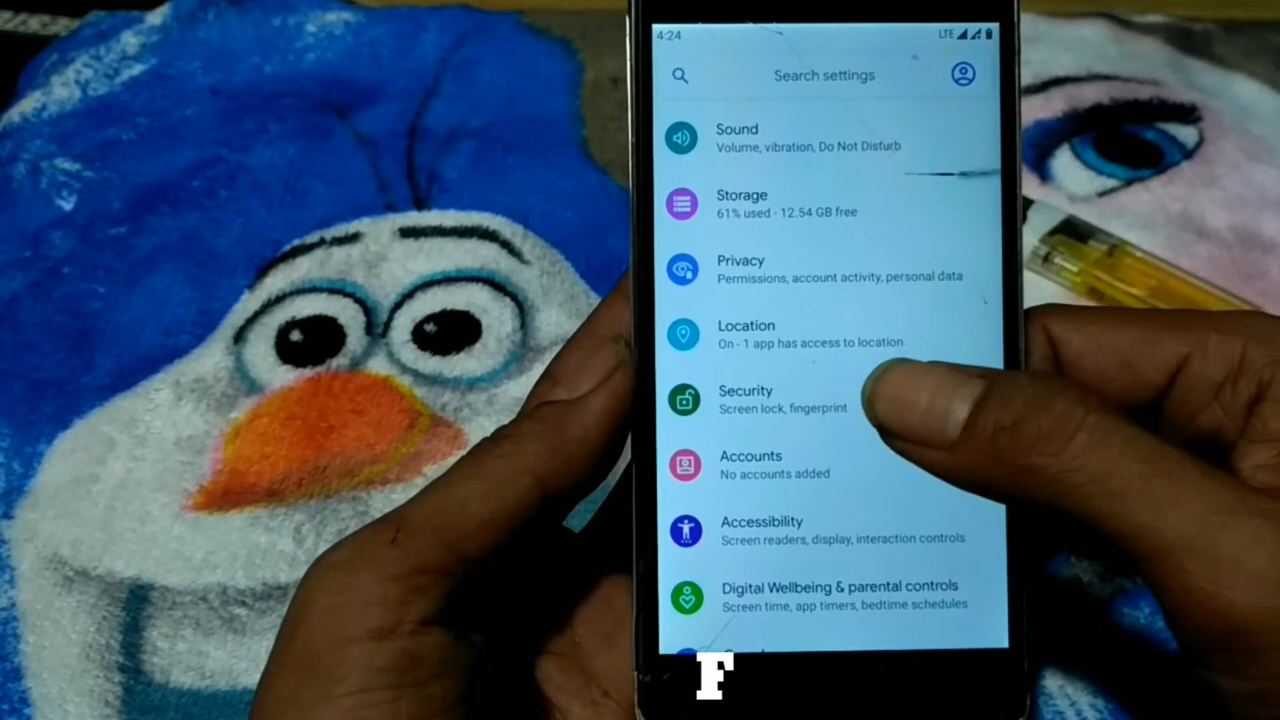 4:24 LTE
Search settings
Sound
Volume, vibration, Do Not Disturb
Storage
61% used - 12.54 GB free
Privacy
Permissions, account activity, personal data
Location
On - 1 app has access to location
Security
Screen lock, fingerprint
Accounts
No accounts added
Accessibility
Screen readers, display, interaction controls
Digital Wellbeing & parental controls
Screen time, app timers, bedtime schedules
F